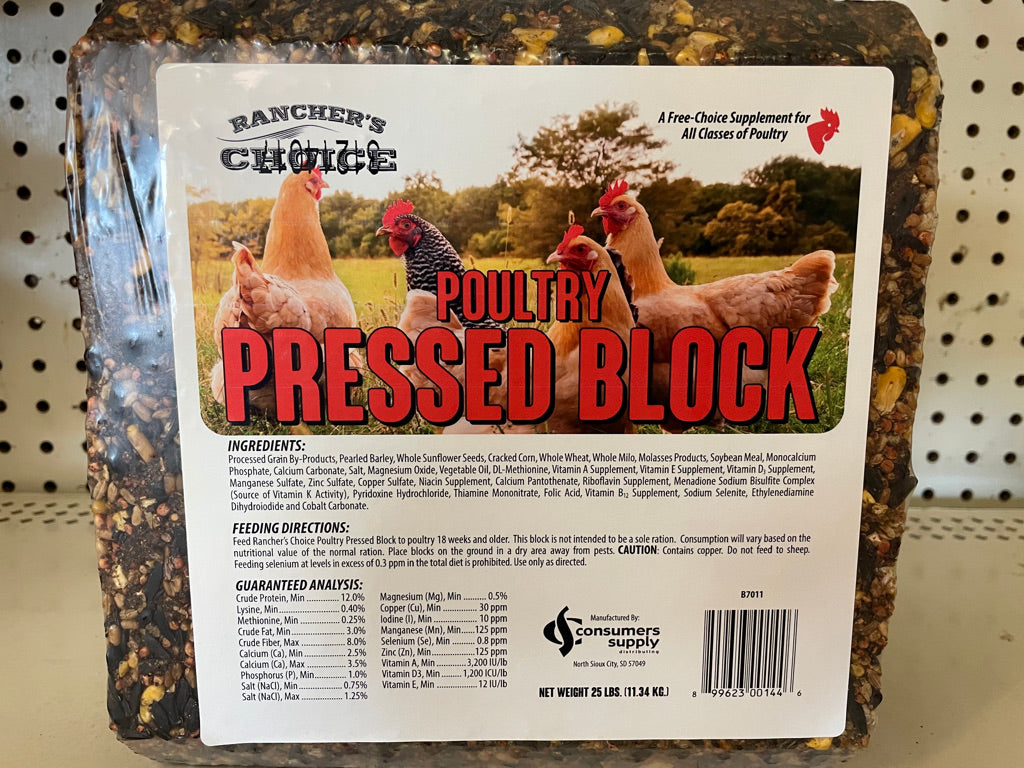 RANCHER'S
CHOICE
A Free-Choice Supplement for
All Classes of Poultry
POULTRY
PRESSED BLOCK
INGREDIENTS:
Processed Grain By-Products, Pearled Barley, Whole Sunflower Seeds, Cracked Corn, Whole Wheat, Whole Milo, Molasses Products, Soybean Meal, Monocalcium
Phosphate, Calcium Carbonate, Salt, Magnesium Oxide, Vegetable Oil, DL-Methionine, Vitamin A Supplement, Vitamin E Supplement, Vitamin D₃ Supplement,
Manganese Sulfate, Zinc Sulfate, Copper Sulfate, Niacin Supplement, Calcium Pantothenate, Riboflavin Supplement, Menadione Sodium Bisulfite Complex
(Source of Vitamin K Activity), Pyridoxine Hydrochloride, Thiamine Mononitrate, Folic Acid, Vitamin B₁₂ Supplement, Sodium Selenite, Ethylenediamine
Dihydroiodide and Cobalt Carbonate.
FEEDING DIRECTIONS:
Feed Rancher's Choice Poultry Pressed Block to poultry 18 weeks and older. This block is not intended to be a sole ration. Consumption will vary based on the
nutritional value of the normal ration. Place blocks on the ground in a dry area away from pests. CAUTION: Contains copper. Do not feed to sheep.
Feeding selenium at levels in excess of 0.3 ppm in the total diet is prohibited. Use only as directed.
GUARANTEED ANALYSIS:
Crude Protein, Min ........... 12.0%
Lysine, Min ........... 0.40%
Methionine, Min ........... 0.25%
Crude Fat, Min ........... 3.0%
Crude Fiber, Max ........... 8.0%
Calcium (Ca), Min ........... 2.5%
Calcium (Ca), Max ........... 3.5%
Phosphorus (P), Min ........... 1.0%
Salt (NaCl), Min ........... 0.75%
Salt (NaCl), Max ........... 1.25%
Magnesium (Mg), Min .......... 0.5%
Copper (Cu), Min .......... 30 ppm
Iodine (I), Min .......... 10 ppm
Manganese (Mn), Min ...... 125 ppm
Selenium (Se), Min .......... 0.8 ppm
Zinc (Zn), Min .......... 125 ppm
Vitamin A, Min .......... 3,200 IU/lb
Vitamin D3, Min ....... 1,200 ICU/lb
Vitamin E, Min .......... 12 IU/lb
Manufactured By:
consumers
supply
distributing
North Sioux City, SD 57049
NET WEIGHT 25 LBS. (11.34 KG.)
B7011
8 99623 00144 6